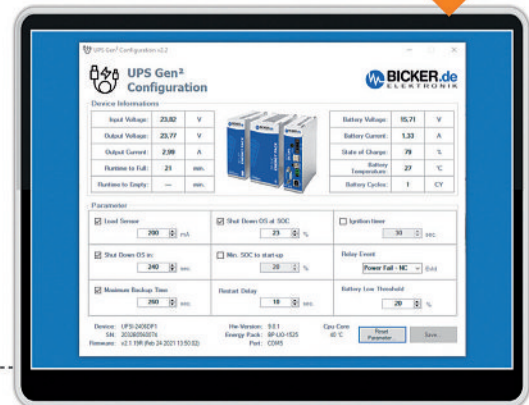 UPS Gen² Configuration v2.2
UPS Gen²
Configuration
BICKER.de
ELEKTRONIK
Device Informations
Input Voltage: 23,82 V
Output Voltage: 23,77 V
Output Current: 2,90 A
Runtime to Full: 21 min.
Runtime to Empty: --- min.
Battery Voltage: 15,71 V
Battery Current: 1,33 A
State of Charge: 79 %
Battery
Temperature: 27 °C
Battery Cycles: 1 CY
Parameter
Load Sensor
200 mA
Shut Down OS at SOC
23 %
Ignition timer
30 sec.
Shut Down OS in:
240 sec.
Min. SOC to start-up
20 %
Relay Event
Power Fail - NC
Maximum Backup Time
260 sec.
Restart Delay
10 sec.
Battery Low Threshold
20 %
Device: UPSI-2406DP1
SN:
Firmware: v2.1.19R (Feb 24 2021 13:50:02)
Hw-Version: 9.0.1
Energy Pack: BP-LIO-1525
Port: COM5
Cpu Core
40 °C
Reset
Parameter...
Save...